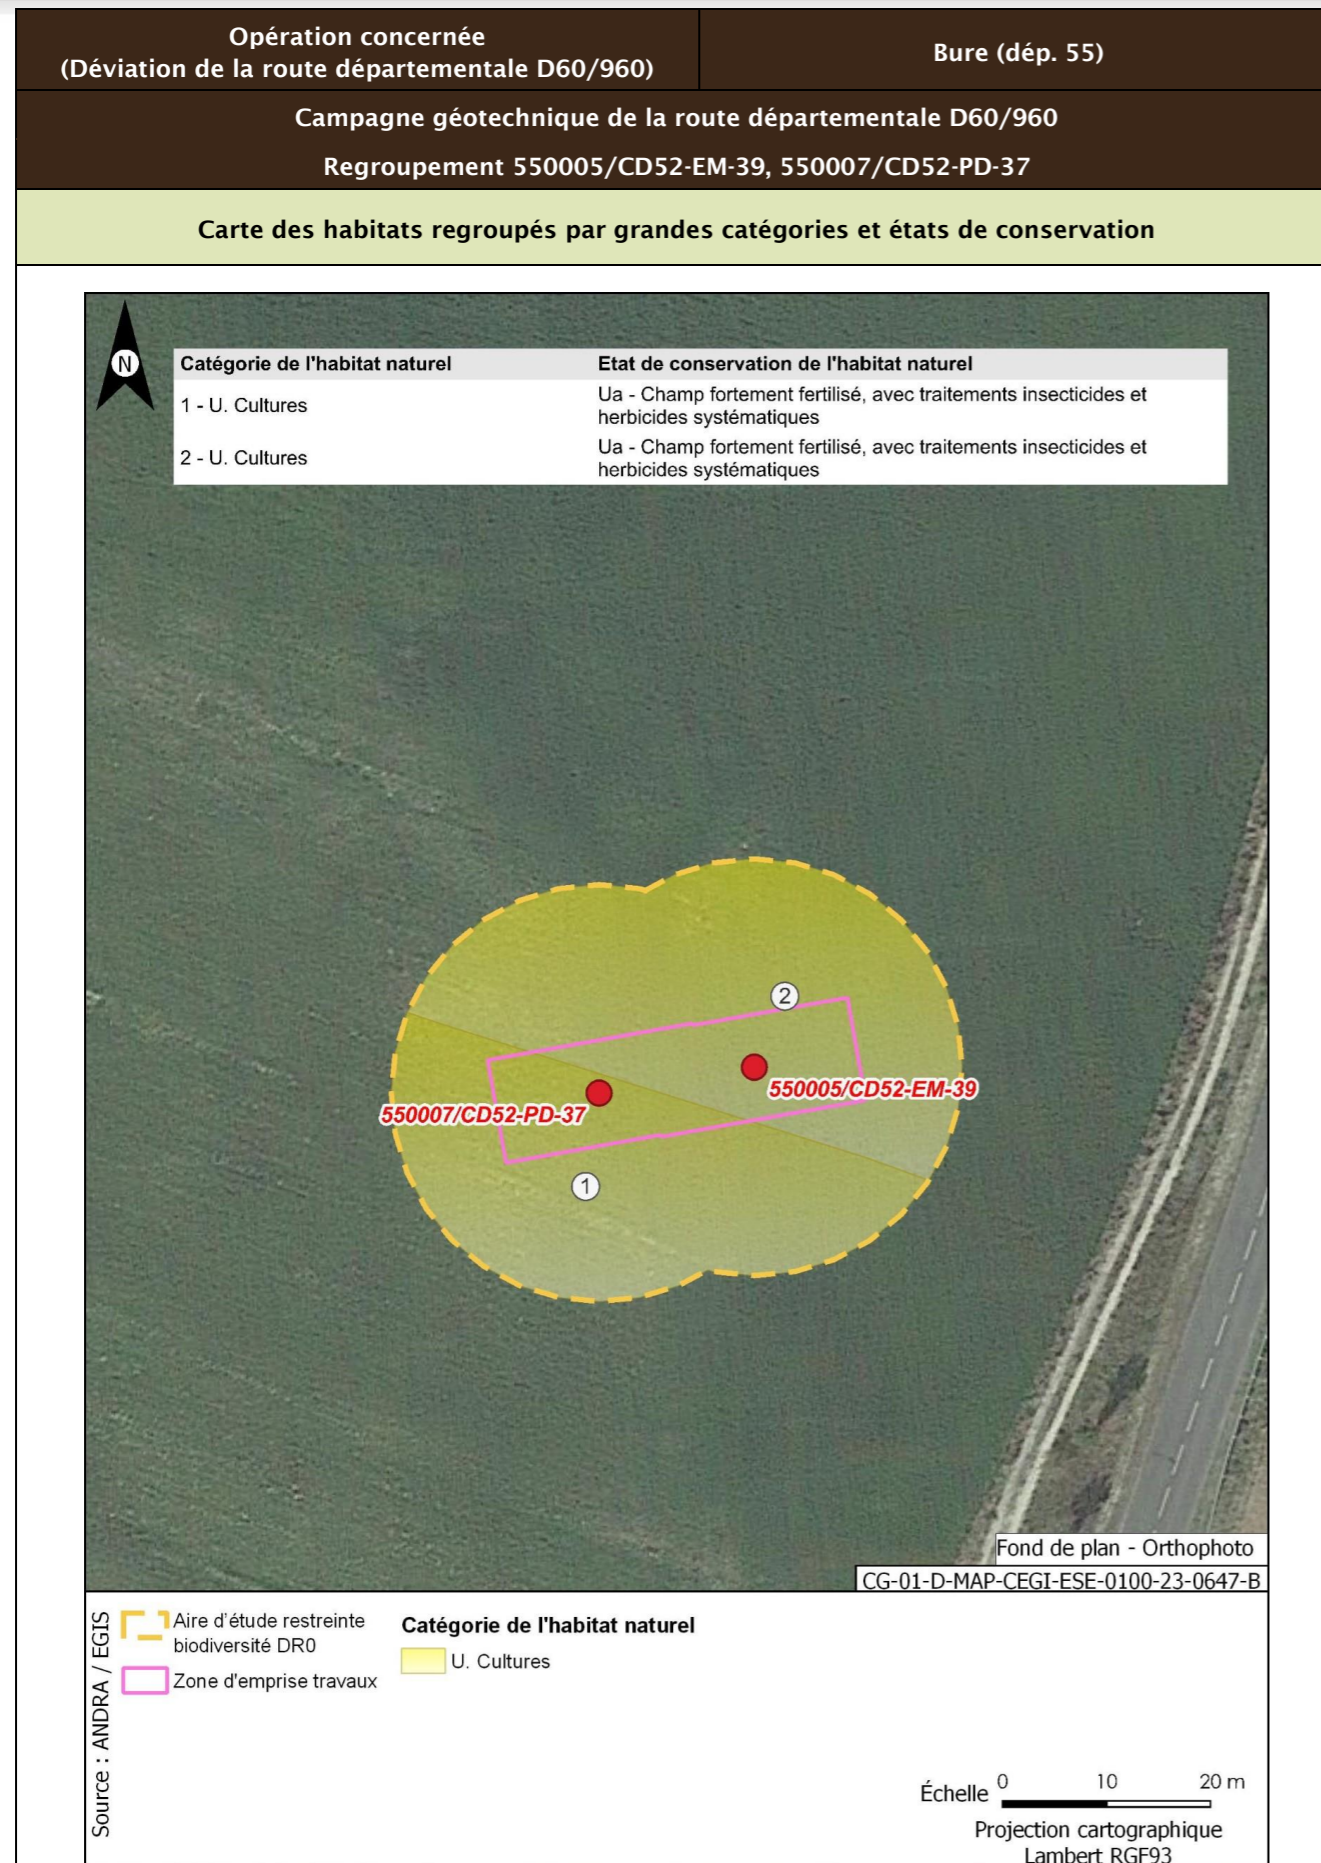 Opération concernée
(Déviation de la route départementale D60/960)
Bure (dép. 55)
Campagne géotechnique de la route départementale D60/960
Regroupement 550005/CD52-EM-39, 550007/CD52-PD-37
Carte des habitats regroupés par grandes catégories et états de conservation
N
Catégorie de l'habitat naturel
Etat de conservation de l'habitat naturel
1 - U. Cultures
Ua - Champ fortement fertilisé, avec traitements insecticides et
herbicides systématiques
2 - U. Cultures
Ua - Champ fortement fertilisé, avec traitements insecticides et
herbicides systématiques
2
550005/CD52-EM-39
550007/CD52-PD-37
1
Fond de plan - Orthophoto
CG-01-D-MAP-CEGI-ESE-0100-23-0647-B
Source : ANDRA / EGIS
Aire d'étude restreinte
biodiversité DR0
Zone d'emprise travaux
Catégorie de l'habitat naturel
U. Cultures
Échelle 0 10 20 m
Projection cartographique
Lambert RGF93